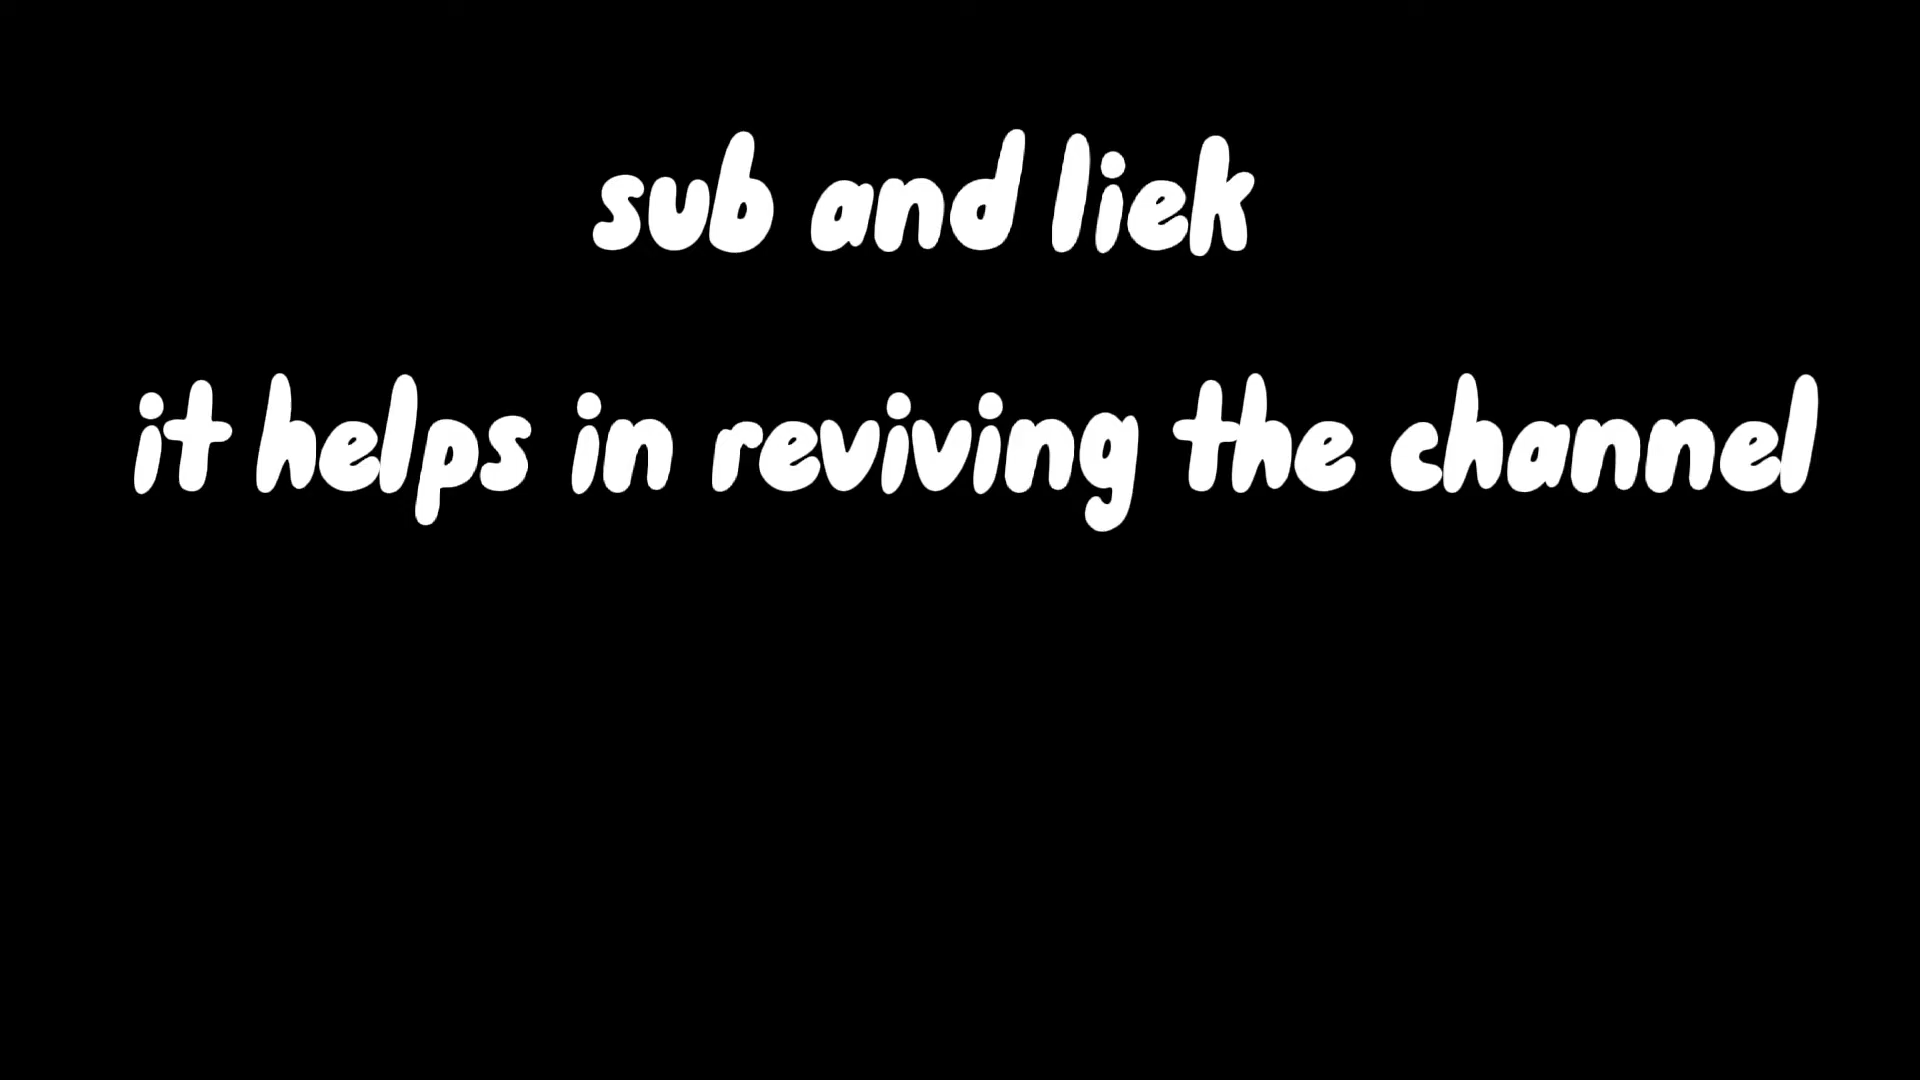 sub and liek
it helps in reviving the channel